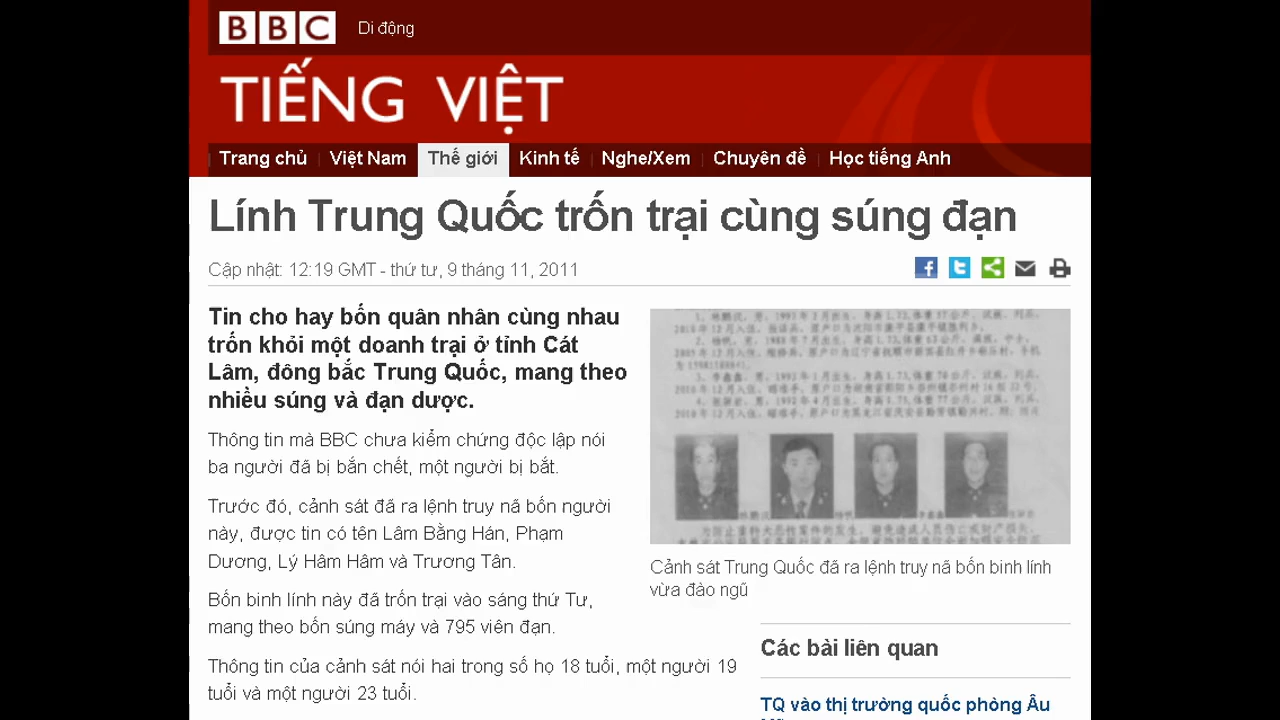 BBC Di động
TIẾNG VIỆT
Trang chủ Việt Nam Thế giới Kinh tế Nghe/Xem Chuyên đề Học tiếng Anh
Lính Trung Quốc trốn trại cùng súng đạn
Cập nhật: 12:19 GMT - thứ tư, 9 tháng 11, 2011
Tin cho hay bốn quân nhân cùng nhau
trốn khỏi một doanh trại ở tỉnh Cát
Lâm, đông bắc Trung Quốc, mang theo
nhiều súng và đạn dược.
Thông tin mà BBC chưa kiểm chứng độc lập nói
ba người đã bị bắn chết, một người bị bắt.
Trước đó, cảnh sát đã ra lệnh truy nã bốn người
này, được tin có tên Lâm Bằng Hán, Phạm
Dương, Lý Hâm Hâm và Trương Tân.
Bốn binh lính này đã trốn trại vào sáng thứ Tư,
mang theo bốn súng máy và 795 viên đạn.
Thông tin của cảnh sát nói hai trong số họ 18 tuổi, một người 19
tuổi và một người 23 tuổi.
Cảnh sát Trung Quốc đã ra lệnh truy nã bốn binh lính
vừa đào ngũ
Các bài liên quan
TQ vào thị trường quốc phòng Âu